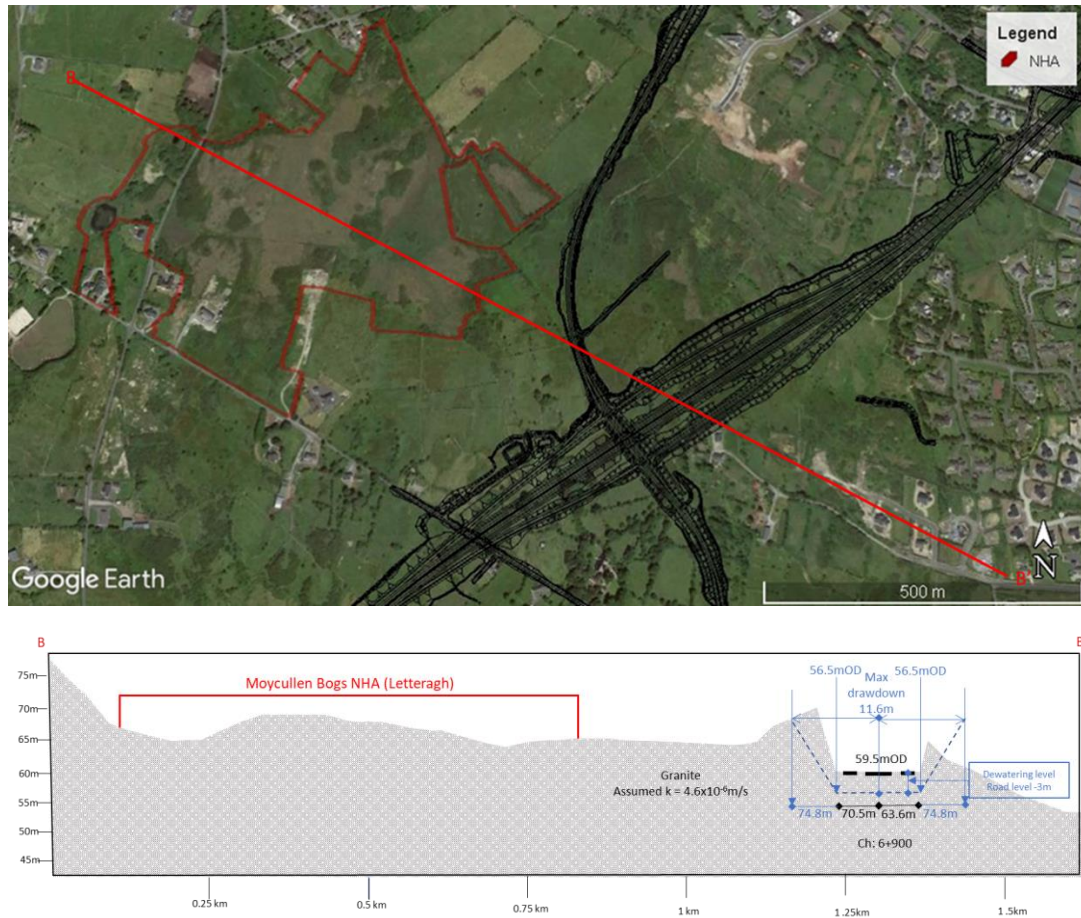 Legend
NHA
B
B'
N
Google Earth
500 m
B
B
75m
70m
65m
60m
55m
50m
45m
Moycullen Bogs NHA (Letteragh)
56.5mOD
56.5mOD
Max
drawdown
11.6m
59.5mOD
Granite
Assumed k = 4.6x10⁻⁶m/s
Dewatering level
Road level -3m
74.8m
70.5m
63.6m
74.8m
Ch: 6+900
0.25 km
0.5 km
0.75 km
1 km
1.25km
1.5km